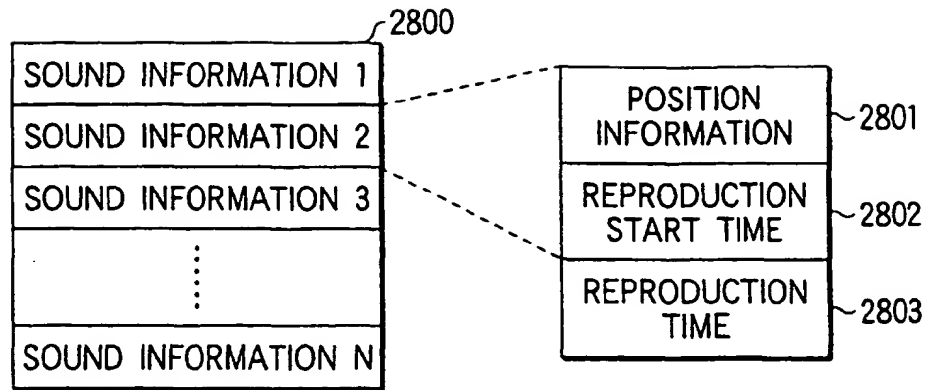 2800
SOUND INFORMATION 1
SOUND INFORMATION 2
SOUND INFORMATION 3
SOUND INFORMATION N
POSITION
INFORMATION
2801
REPRODUCTION
START TIME
2802
REPRODUCTION
TIME
2803